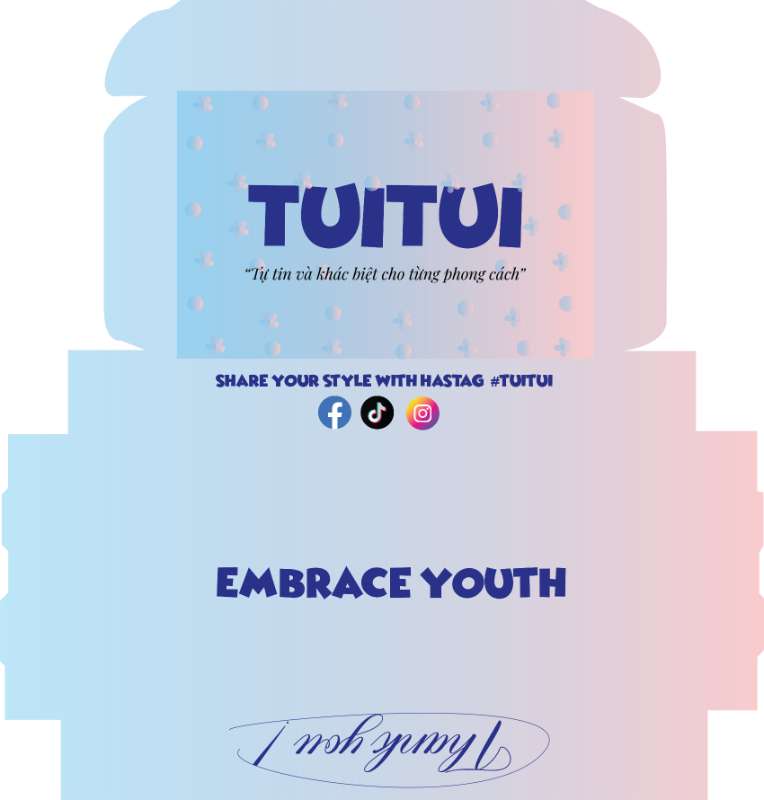 TUITUI
“Tự tin và khác biệt cho từng phong cách”
SHARE YOUR STYLE WITH HASTAG #TUITUI
EMBRACE YOUTH
Thank you !